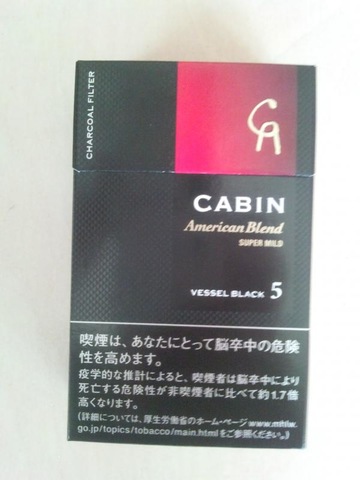 CHARCOAL FILTER
CA
CABIN
American Blend
SUPER MILD
VESSEL BLACK 5
喫煙は、あなたにとって脳卒中の危険
性を高めます。
疫学的な推計によると、喫煙者は脳卒中により
死亡する危険性が非喫煙者に比べて約1.7倍
高くなります。
(詳細については、厚生労働省のホーム・ページwww.mhlw.
go.jp/topics/tobacco/main.htmlをご参照ください。)